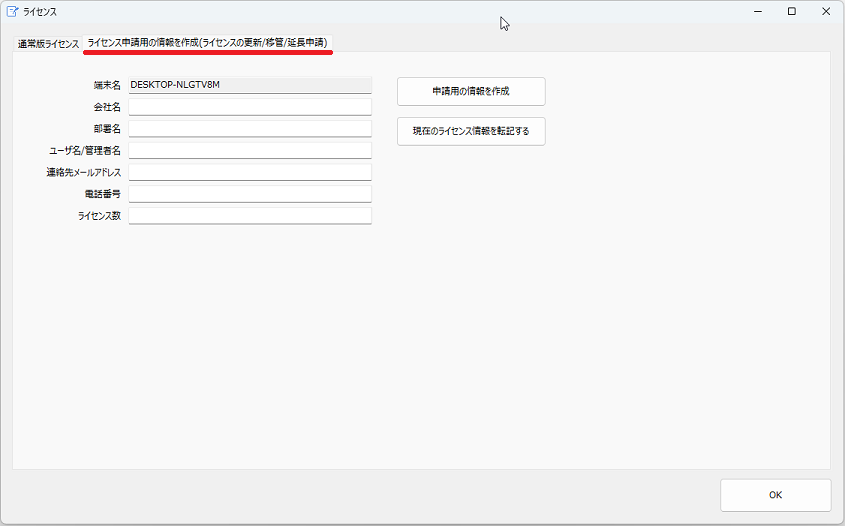 ライセンス
通常版ライセンス
ライセンス申請用の情報を作成(ライセンスの更新/移管/延長申請)
端末名 DESKTOP-NLGTV8M
申請用の情報を作成
会社名
部署名
現在のライセンス情報を転記する
ユーザ名/管理者名
連絡先メールアドレス
電話番号
ライセンス数
OK